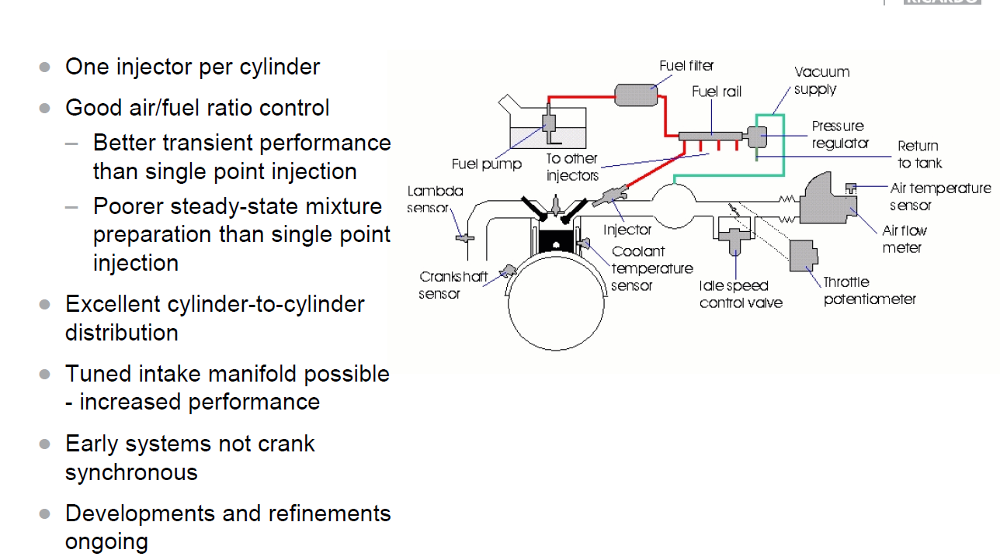 RICARDO
● One injector per cylinder
● Good air/fuel ratio control
– Better transient performance
than single point injection
– Poorer steady-state mixture
preparation than single point
injection
● Excellent cylinder-to-cylinder
distribution
● Tuned intake manifold possible
- increased performance
● Early systems not crank
synchronous
● Developments and refinements
ongoing
Fuel filter
Vacuum
supply
Fuel rail
Pressure
regulator
Return
to tank
Fuel pump
To other
injectors
Lambda
sensor
Air temperature
sensor
Injector
Air flow
meter
Coolant
temperature
sensor
Crankshaft
sensor
Idle speed
control valve
Throttle
potentiometer